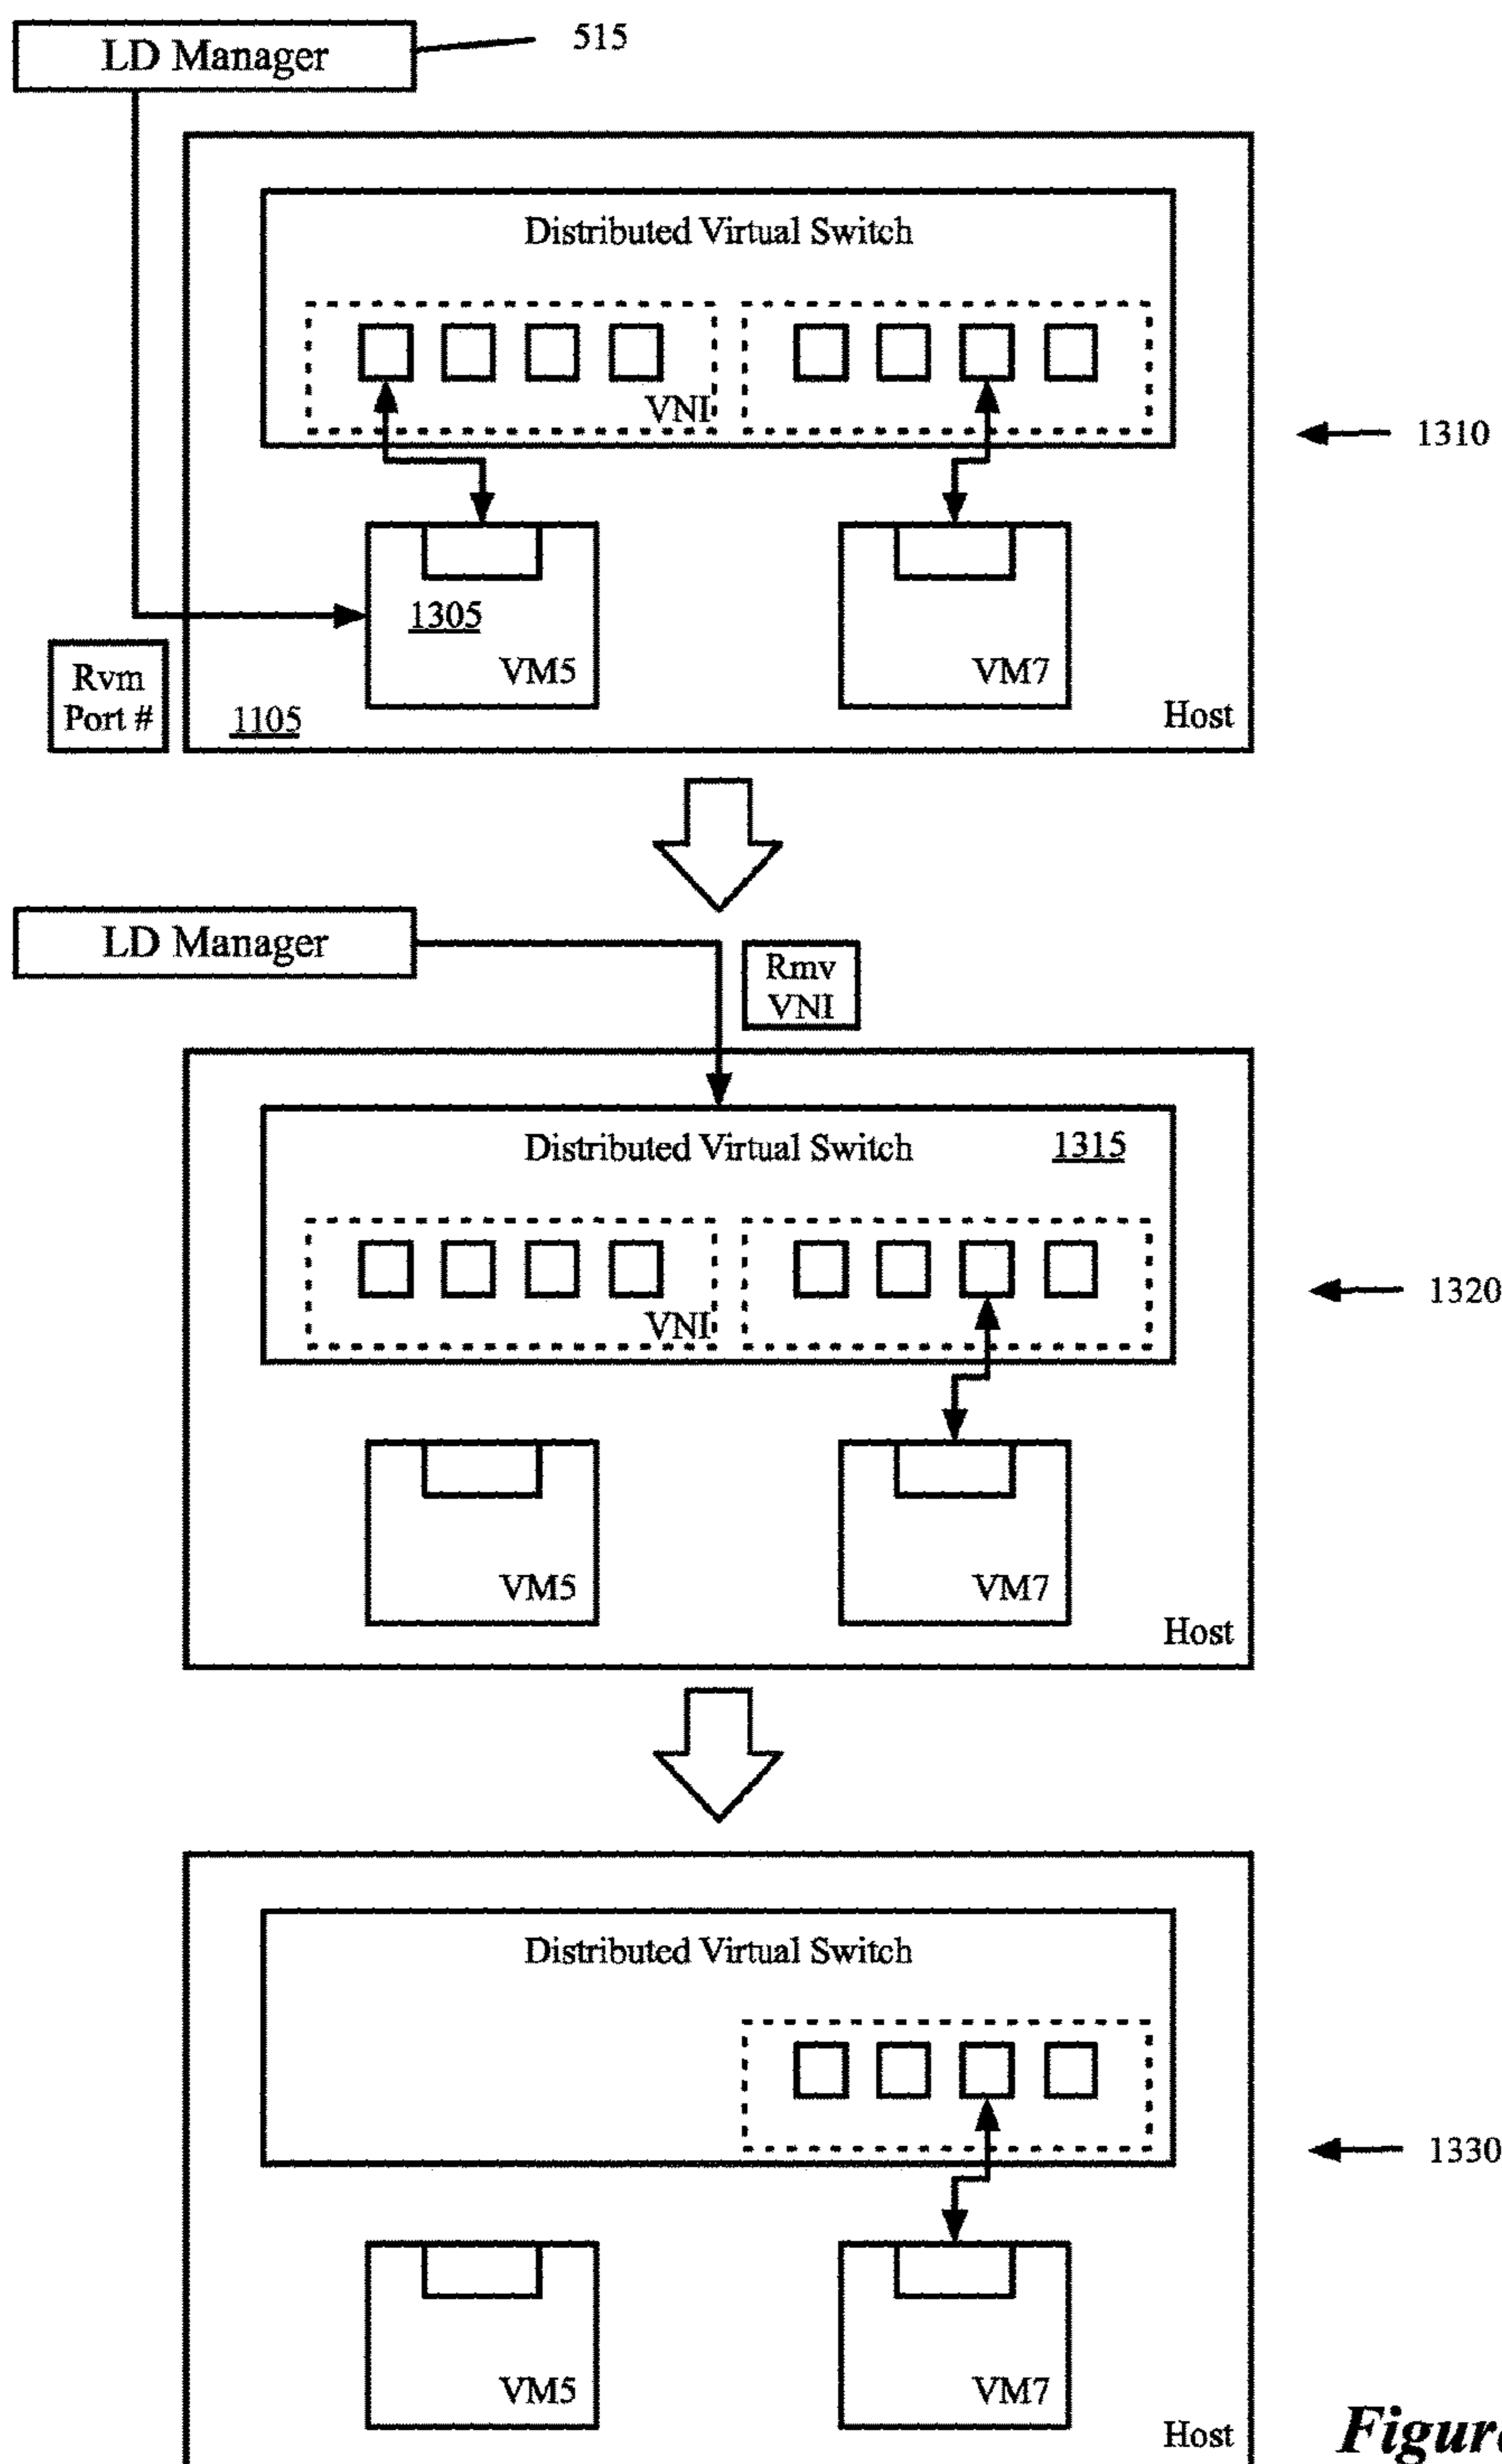 LD Manager
515
Distributed Virtual Switch
VNI
1310
1305
VM5
VM7
Rvm
Port #
1105
Host
LD Manager
Rmv
VNI
Distributed Virtual Switch
1315
VNI
1320
VM5
VM7
Host
Distributed Virtual Switch
1330
VM5
VM7
Host
Figure